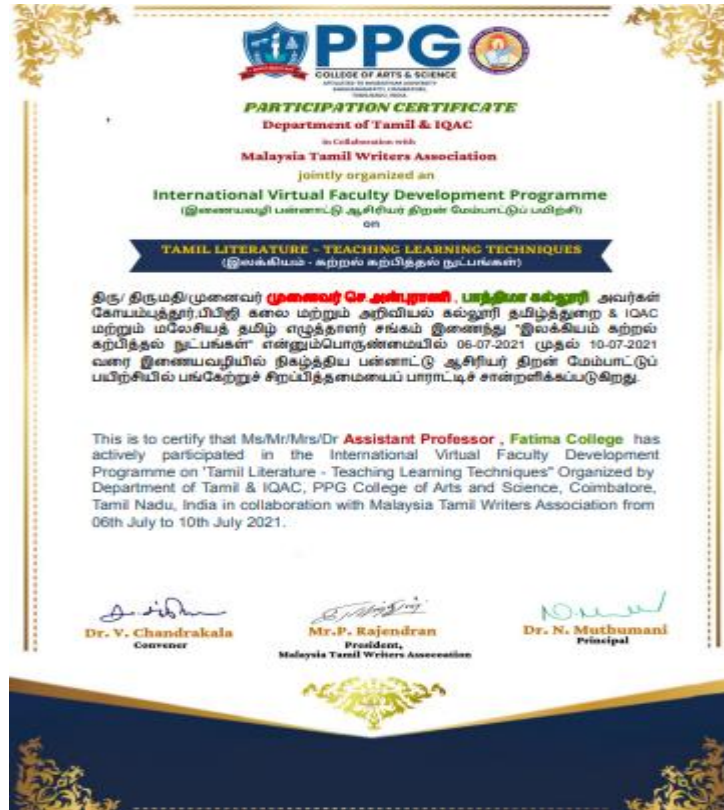 PPG
COLLEGE OF ARTS & SCIENCE
PARTICIPATION CERTIFICATE
Department of Tamil & IQAC
in Collaboration with
Malaysia Tamil Writers Association
jointly organized an
International Virtual Faculty Development Programme
(இணையவழி பன்னாட்டு ஆசிரியர் திறன் மேம்பாட்டுப் பயிற்சி)
on
TAMIL LITERATURE - TEACHING LEARNING TECHNIQUES
(இலக்கியம் - கற்றல் கற்பித்தல் நுட்பங்கள்)
திரு/ திருமதி/முனைவர் முனைவர் செ.அன்புராணி , பாத்திமா கல்லூரி அவர்கள்
கோயம்புத்தூர்,பிபிஜி கலை மற்றும் அறிவியல் கல்லூரி தமிழ்த்துறை & IQAC
மற்றும் மலேசியத் தமிழ் எழுத்தாளர் சங்கம் இணைந்து "இலக்கியம் கற்றல்
கற்பித்தல் நுட்பங்கள்" என்னும்பொருண்மையில் 06-07-2021 முதல் 10-07-2021
வரை இணையவழியில் நிகழ்த்திய பன்னாட்டு ஆசிரியர் திறன் மேம்பாட்டுப்
பயிற்சியில் பங்கேற்றுச் சிறப்பித்தமையைப் பாராட்டிச் சான்றளிக்கப்படுகிறது.
This is to certify that Ms/Mr/Mrs/Dr Assistant Professor , Fatima College has
actively participated in the International Virtual Faculty Development
Programme on 'Tamil Literature - Teaching Learning Techniques" Organized by
Department of Tamil & IQAC, PPG College of Arts and Science, Coimbatore,
Tamil Nadu, India in collaboration with Malaysia Tamil Writers Association from
06th July to 10th July 2021.
Dr. V. Chandrakala
Convener
Mr.P. Rajendran
President,
Malaysia Tamil Writers Assoceation
Dr. N. Muthumani
Principal